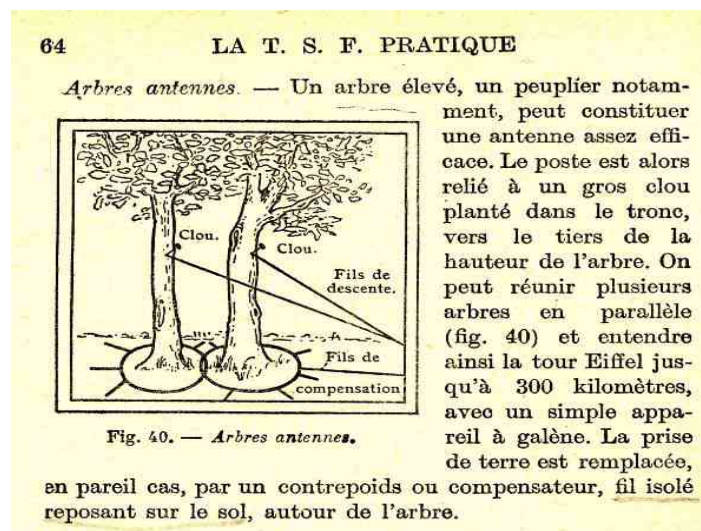 64 LA T. S. F. PRATIQUE
Arbres antennes. — Un arbre élevé, un peuplier notam-
ment, peut constituer
une antenne assez effi-
cace. Le poste est alors
relié à un gros clou
planté dans le tronc,
vers le tiers de la
hauteur de l'arbre. On
peut réunir plusieurs
arbres en parallèle
(fig. 40) et entendre
ainsi la tour Eiffel jus-
qu'à 300 kilomètres,
avec un simple appa-
reil à galène. La prise
de terre est remplacée,
en pareil cas, par un contrepoids ou compensateur, fil isolé
reposant sur le sol, autour de l'arbre.
Clou.
Clou.
Fils de
descente.
Fils de
compensation
Fig. 40. — Arbres antennes.